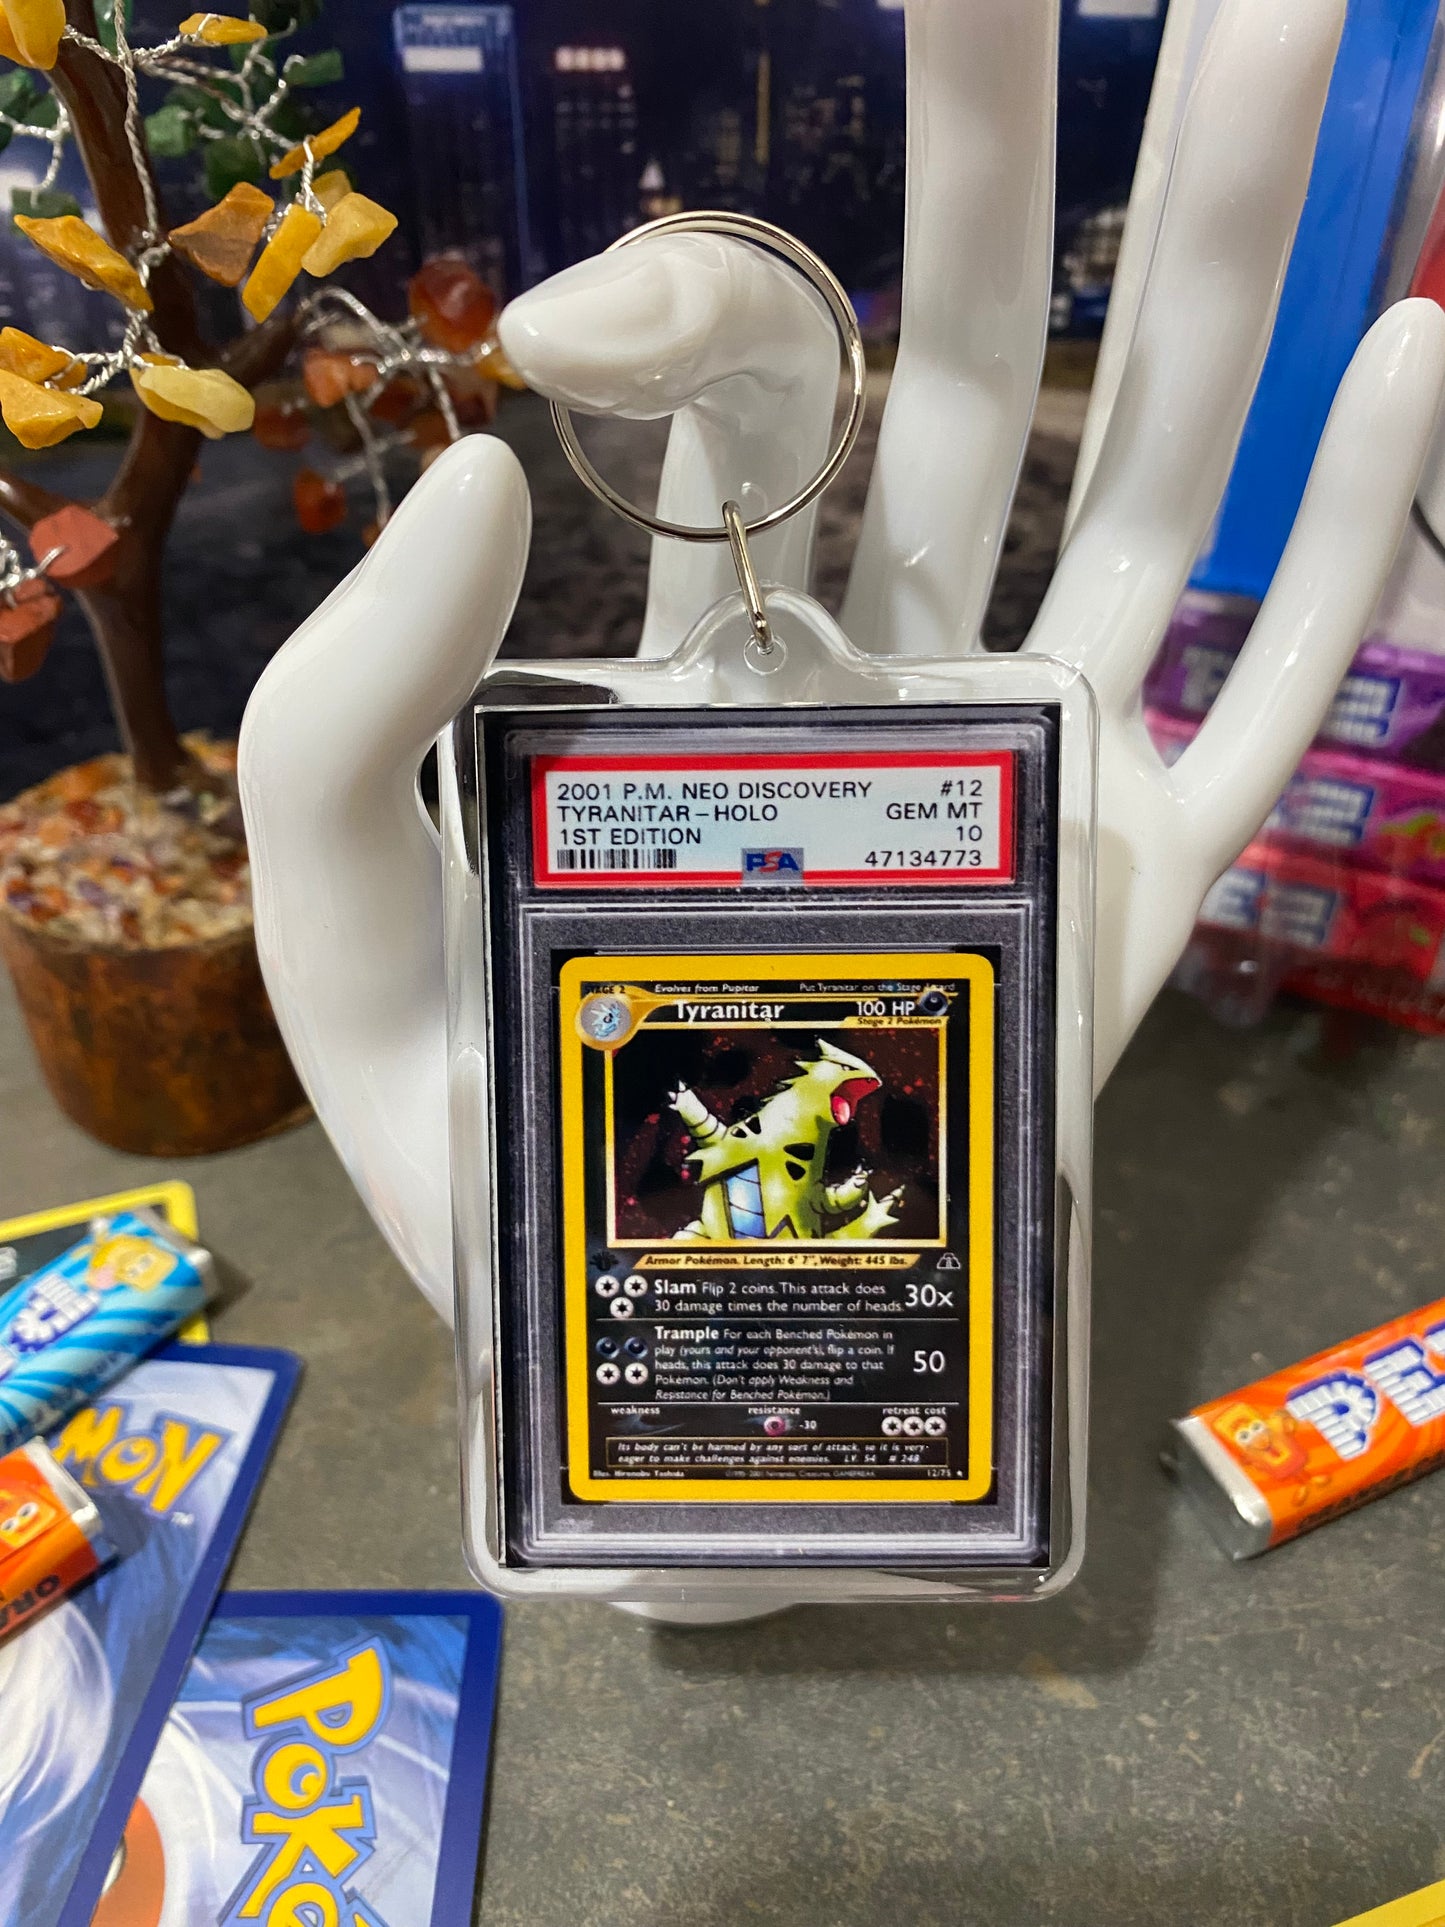 2001 P.M. NEO DISCOVERY #12
TYRANITAR - HOLO GEM MT
1ST EDITION 10
47134773
PSA
STAGE 2 Evolves from Pupitar Put Tyranitar on the Stage 1 card
Tyranitar 100 HP
Stage 2 Pokémon
Armor Pokémon. Length: 6' 7", Weight: 445 lbs.
Slam Flip 2 coins. This attack does
30 damage times the number of heads. 30x
Trample For each Benched Pokémon in
play (yours and your opponent's), flip a coin. If
heads, this attack does 30 damage to that
Pokémon. (Don't apply Weakness and
Resistance for Benched Pokémon.)
50
weakness resistance retreat cost
-30
Its body can't be harmed by any sort of attack, so it is very
eager to make challenges against enemies. LV. 54 # 248
Illus. Hironobu Yoshida 12/75
PEZ
PEZ
ORA
MON
Poké